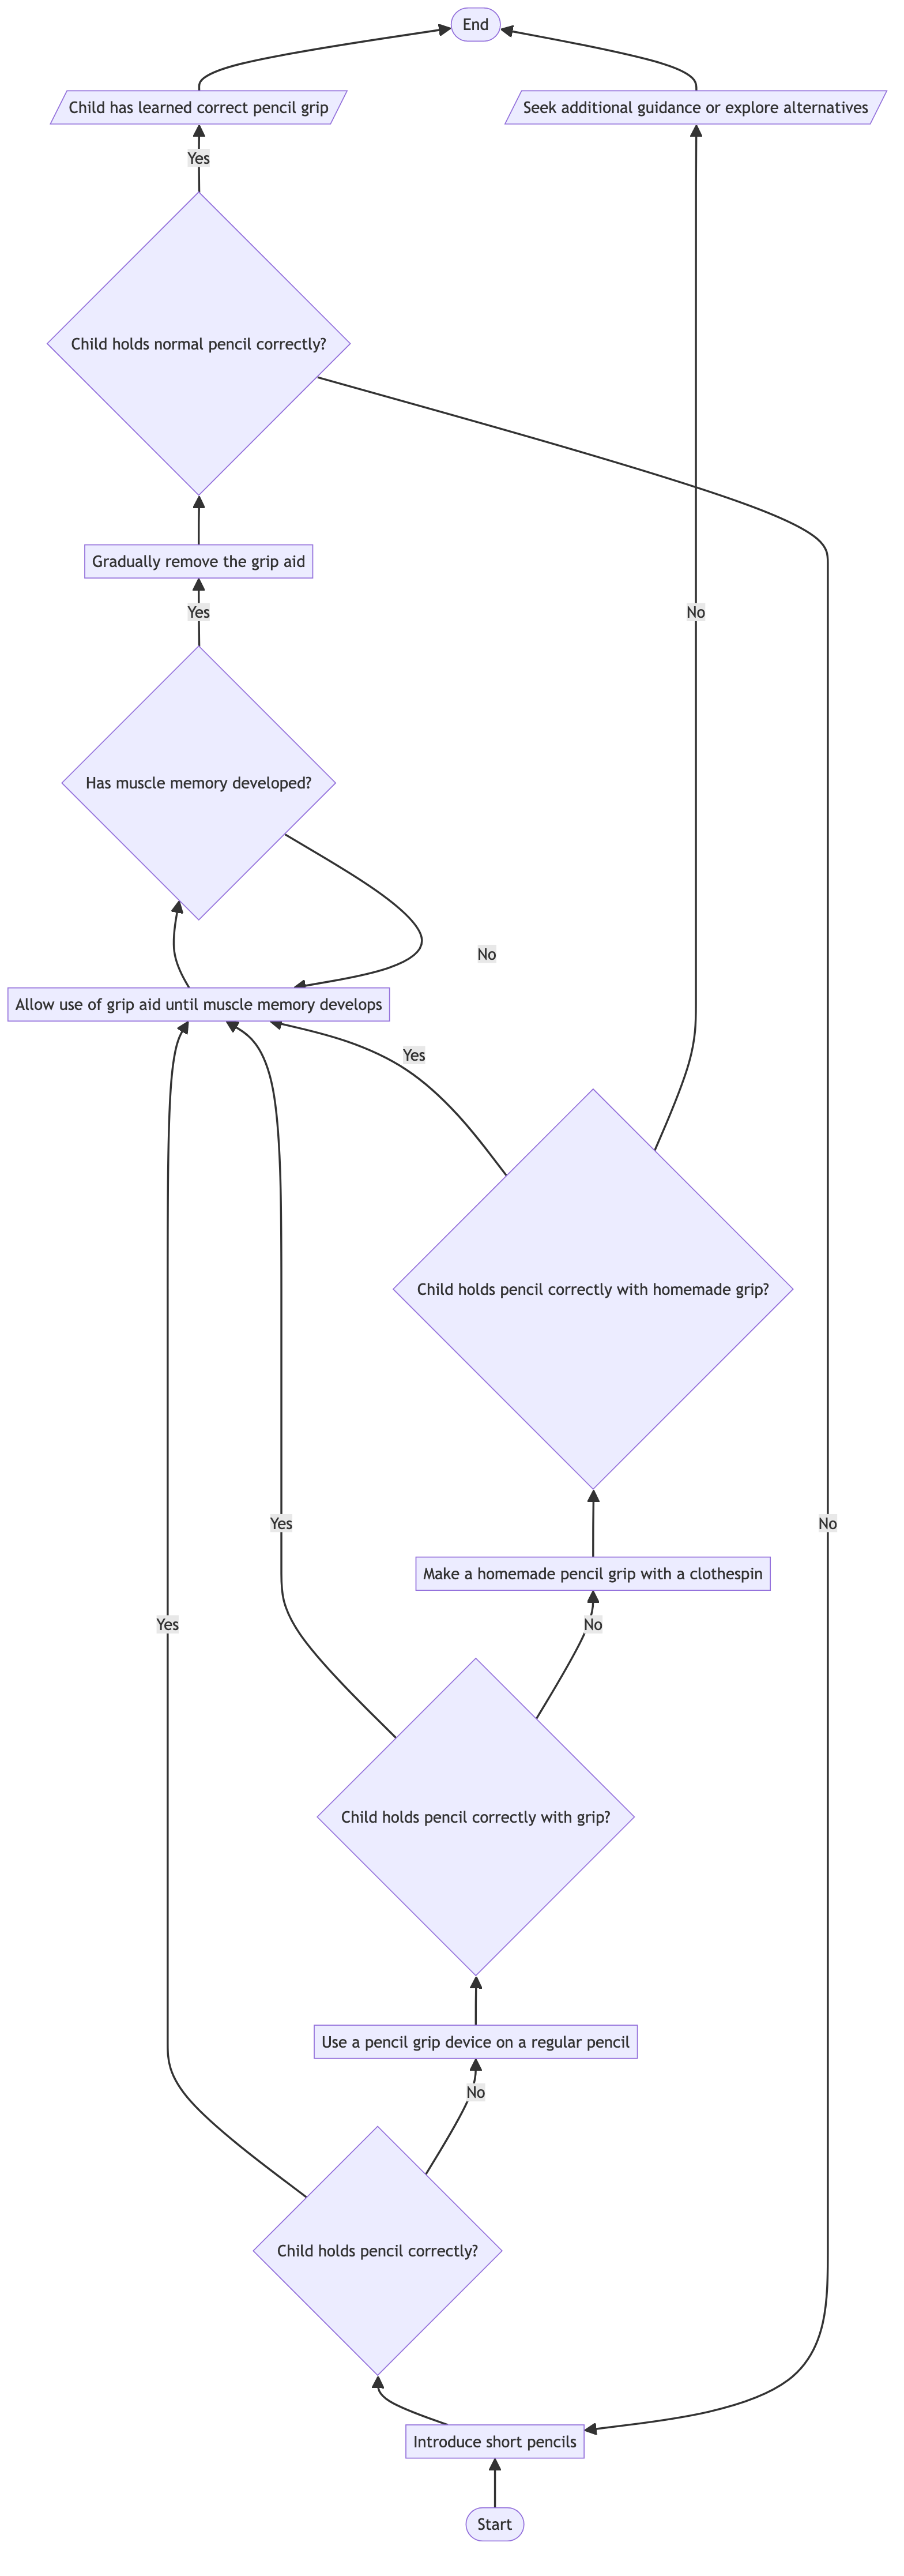 End
Child has learned correct pencil grip
Seek additional guidance or explore alternatives
Yes
Child holds normal pencil correctly?
Gradually remove the grip aid
Yes
No
Has muscle memory developed?
No
Allow use of grip aid until muscle memory develops
Yes
Child holds pencil correctly with homemade grip?
Yes
No
Make a homemade pencil grip with a clothespin
Yes
No
Child holds pencil correctly with grip?
Use a pencil grip device on a regular pencil
No
Child holds pencil correctly?
Introduce short pencils
Start